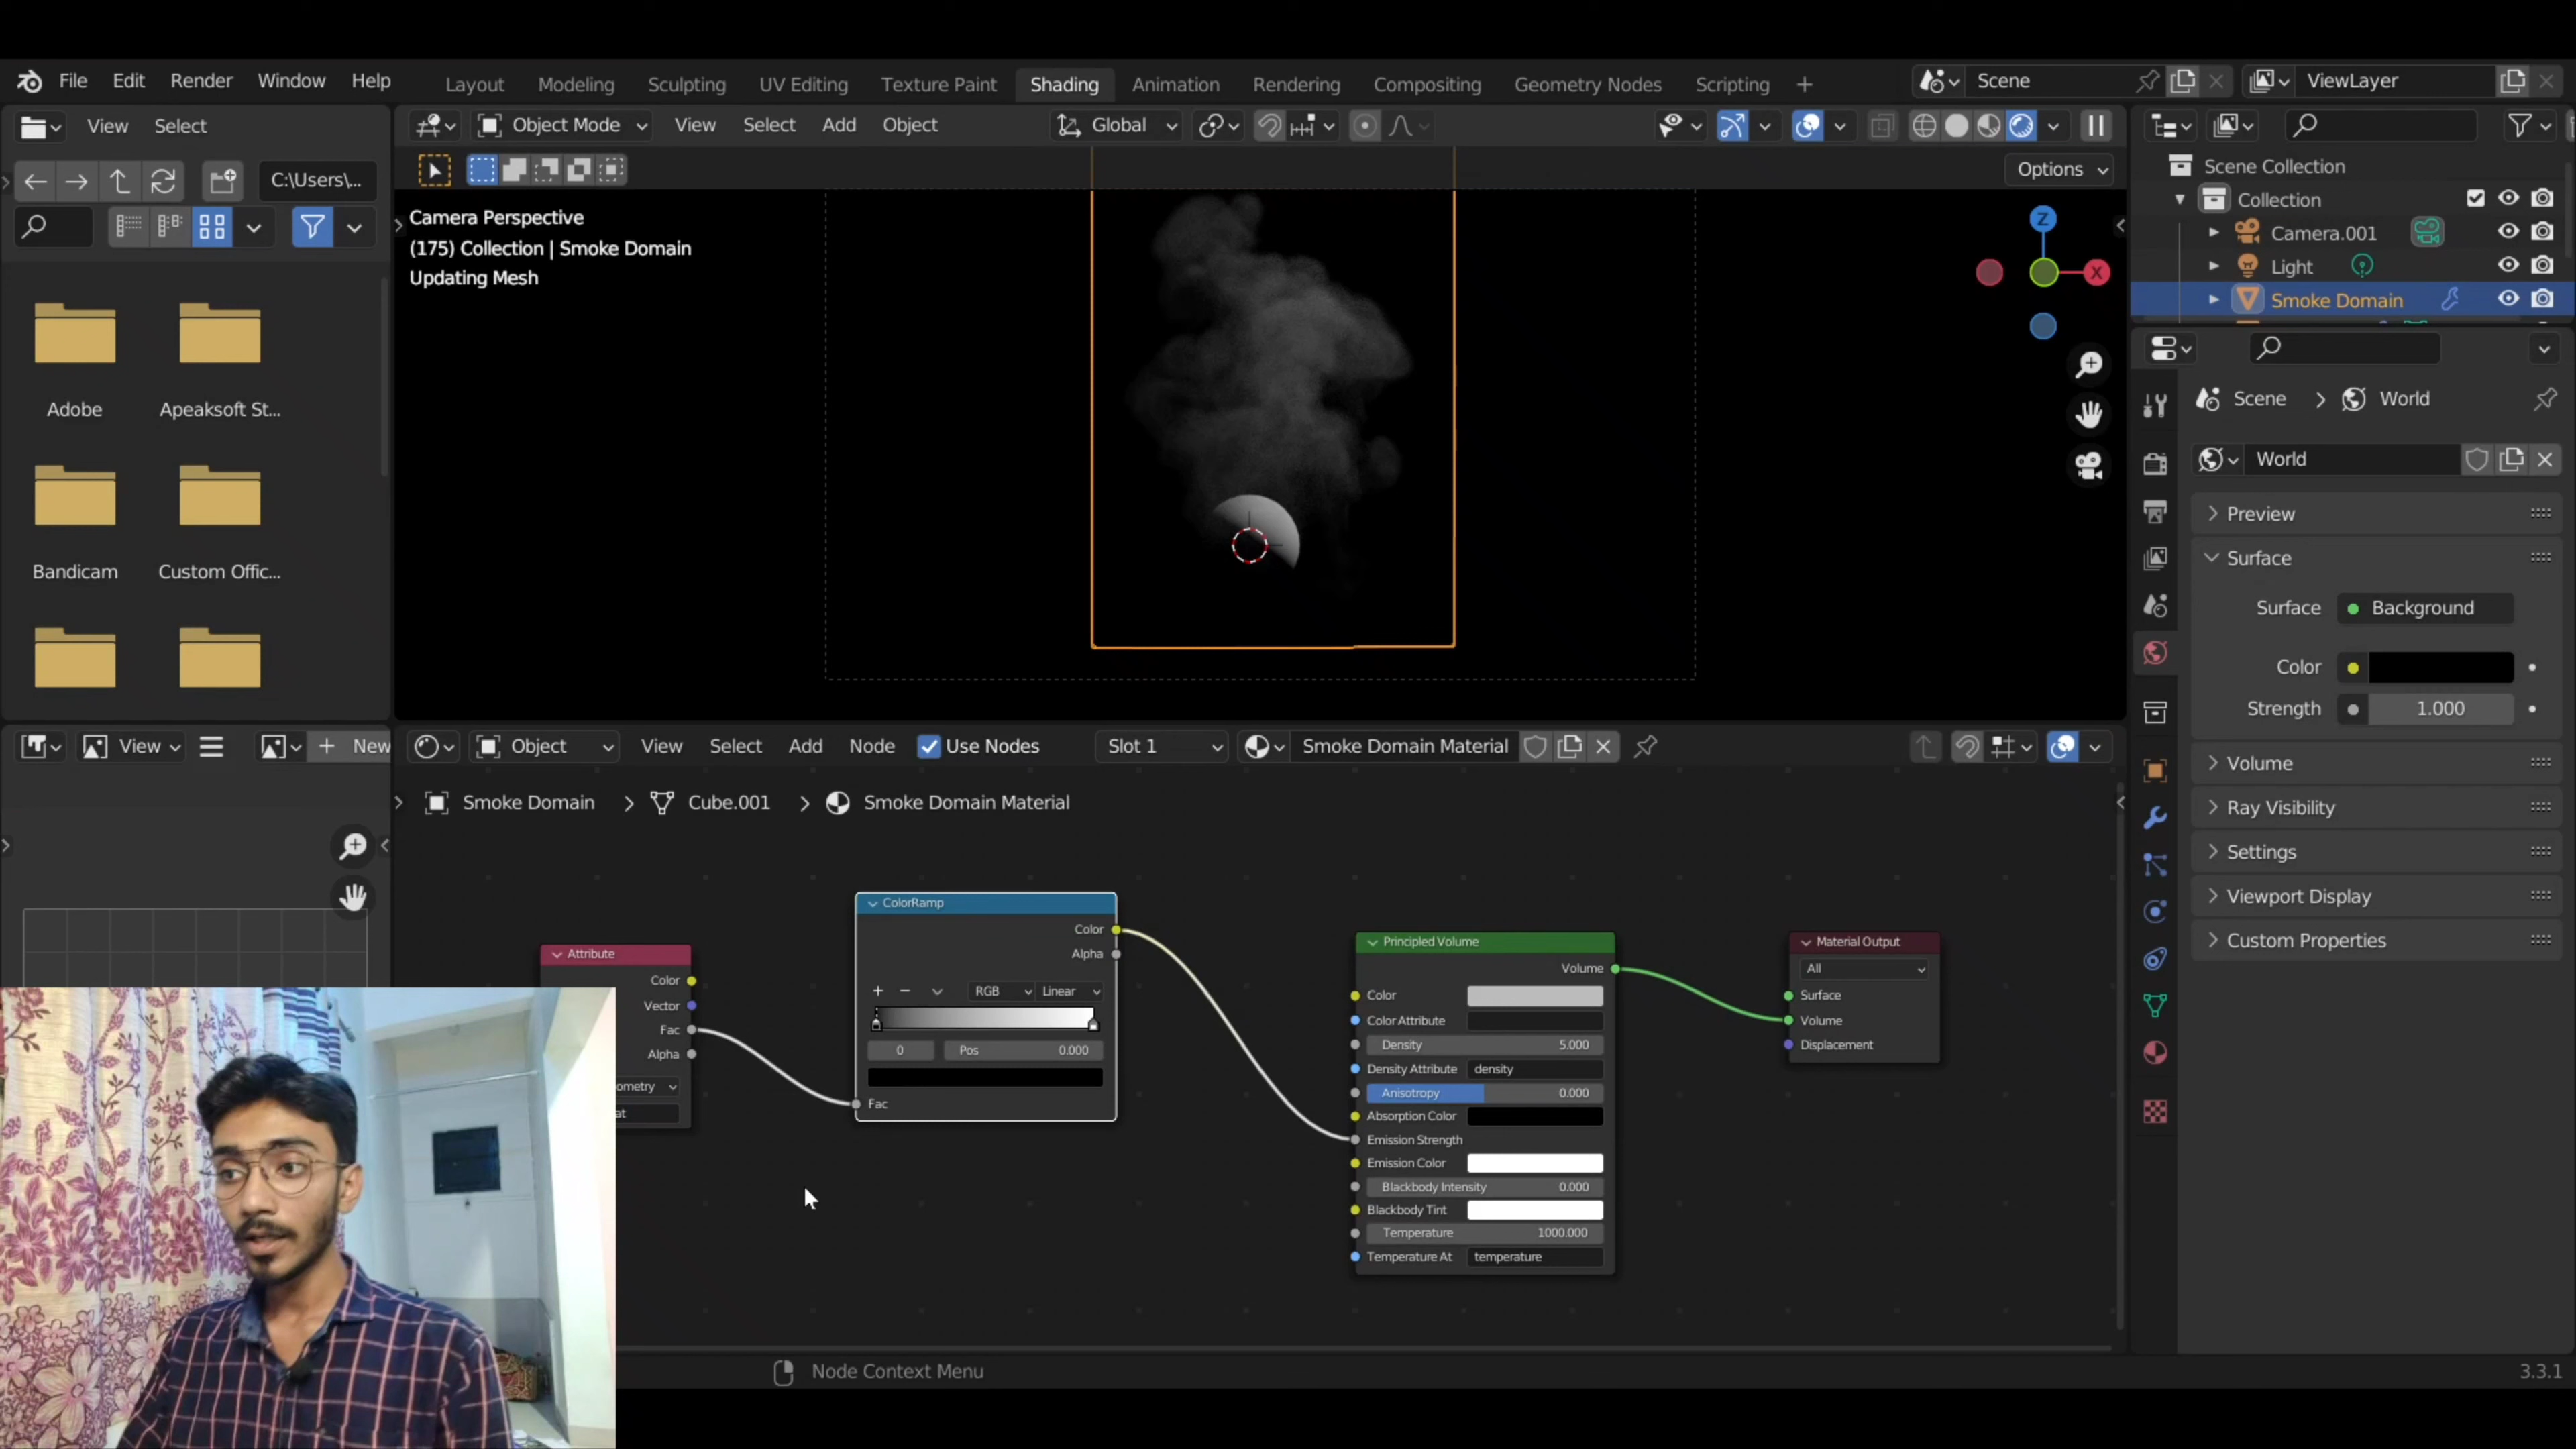 File Edit Render Window Help
Layout Modeling Sculpting UV Editing Texture Paint Shading Animation Rendering Compositing Geometry Nodes Scripting +
Scene
ViewLayer
View Select
Object Mode View Select Add Object
Global
C:\Users\...
Options
Adobe
Apeaksoft St...
Bandicam
Custom Offic...
Camera Perspective
(175) Collection | Smoke Domain
Updating Mesh
Z
X
Scene Collection
Collection
Camera.001
Light
Smoke Domain
Scene > World
World
Preview
Surface
Surface Background
Color
Strength 1.000
Volume
Ray Visibility
Settings
Viewport Display
Custom Properties
View
+ New
Object View Select Add Node Use Nodes Slot 1 Smoke Domain Material
Smoke Domain > Cube.001 > Smoke Domain Material
Attribute
Color
Vector
Fac
Alpha
ometry
at
ColorRamp
Color
Alpha
+ − RGB Linear
0 Pos 0.000
Fac
Principled Volume
Volume
Color
Color Attribute
Density 5.000
Density Attribute density
Anisotropy 0.000
Absorption Color
Emission Strength
Emission Color
Blackbody Intensity 0.000
Blackbody Tint
Temperature 1000.000
Temperature At temperature
Material Output
All
Surface
Volume
Displacement
Node Context Menu
3.3.1